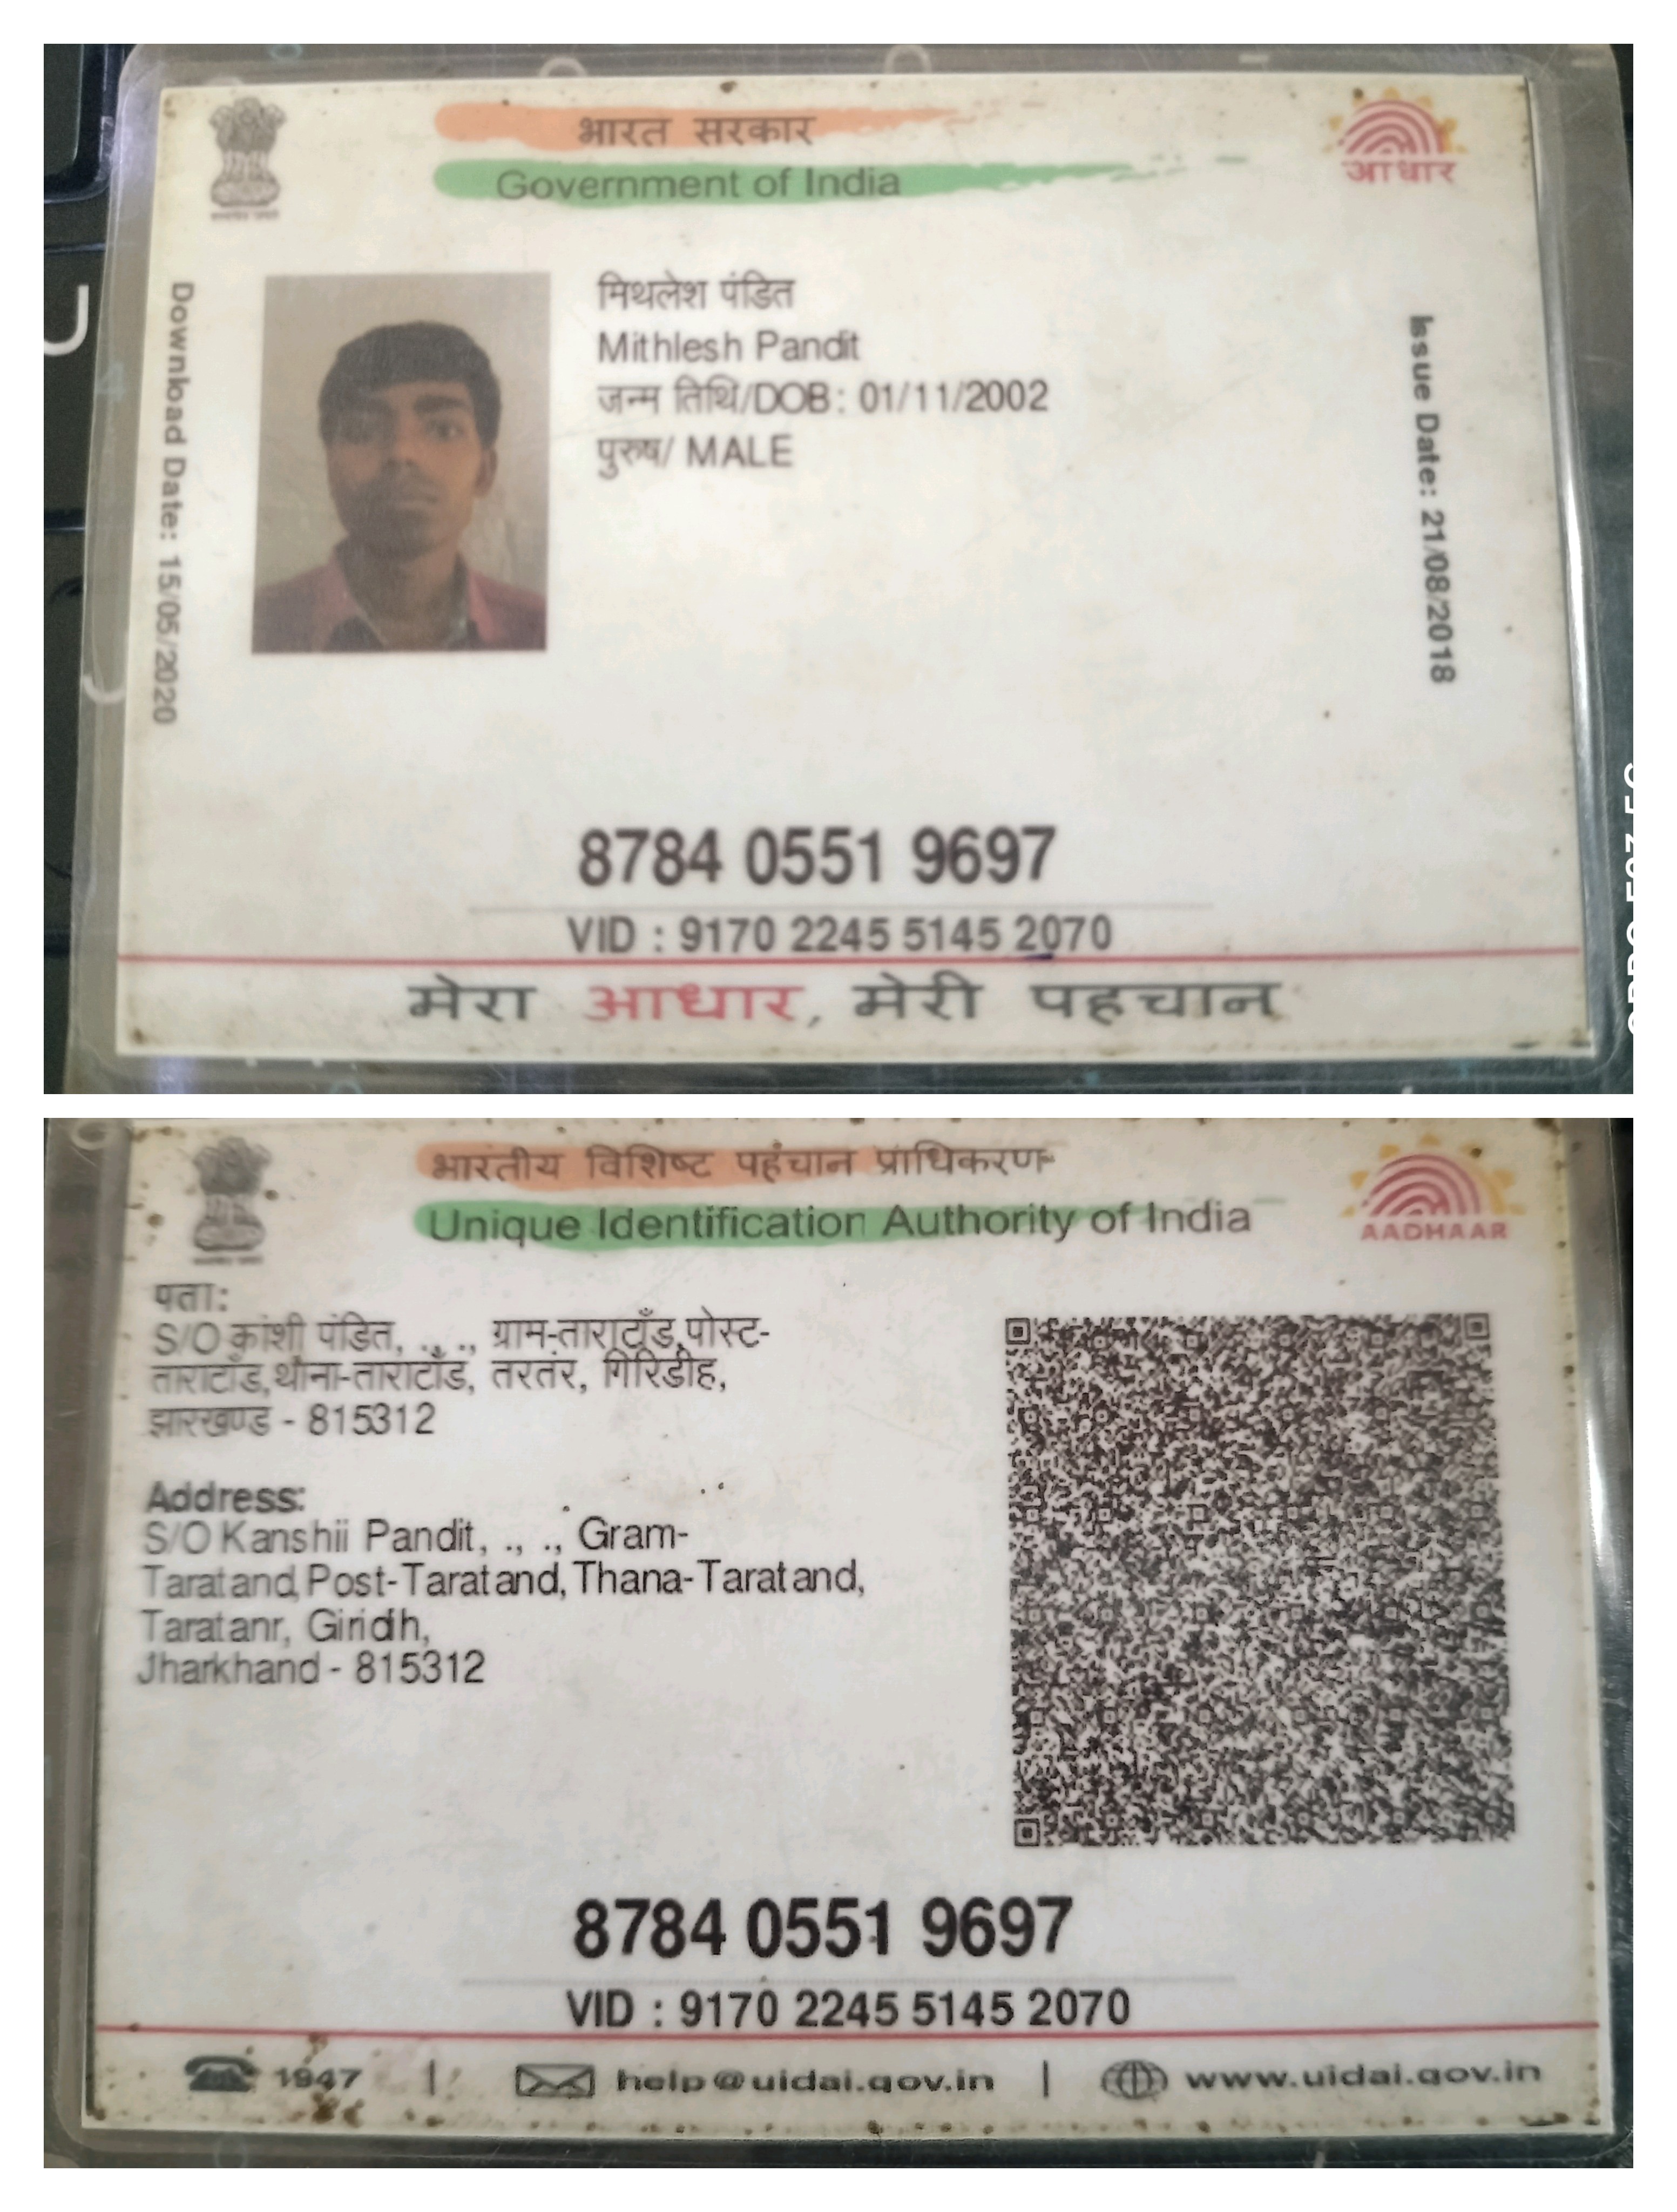 भारत सरकार
Government of India
आधार
Download Date: 15/05/2020
मिथलेश पंडित
Mithlesh Pandit
जन्म तिथि/DOB: 01/11/2002
पुरुष/ MALE
Issue Date: 21/08/2018
8784 0551 9697
VID : 9170 2245 5145 2070
मेरा आधार, मेरी पहचान
भारतीय विशिष्ट पहचान प्राधिकरण
Unique Identification Authority of India
AADHAAR
पता:
S/O कांशी पंडित, ., ., ग्राम-ताराटाँड,पोस्ट-
ताराटाँड,थाना-ताराटाँड, तरतंर, गिरिडीह,
झारखण्ड - 815312
Address:
S/O Kanshii Pandit, ., ., Gram-
Taratand,Post-Taratand,Thana-Taratand,
Taratanr, Giridh,
Jharkhand - 815312
8784 0551 9697
VID : 9170 2245 5145 2070
1947 | help@uidai.gov.in | www.uidai.gov.in